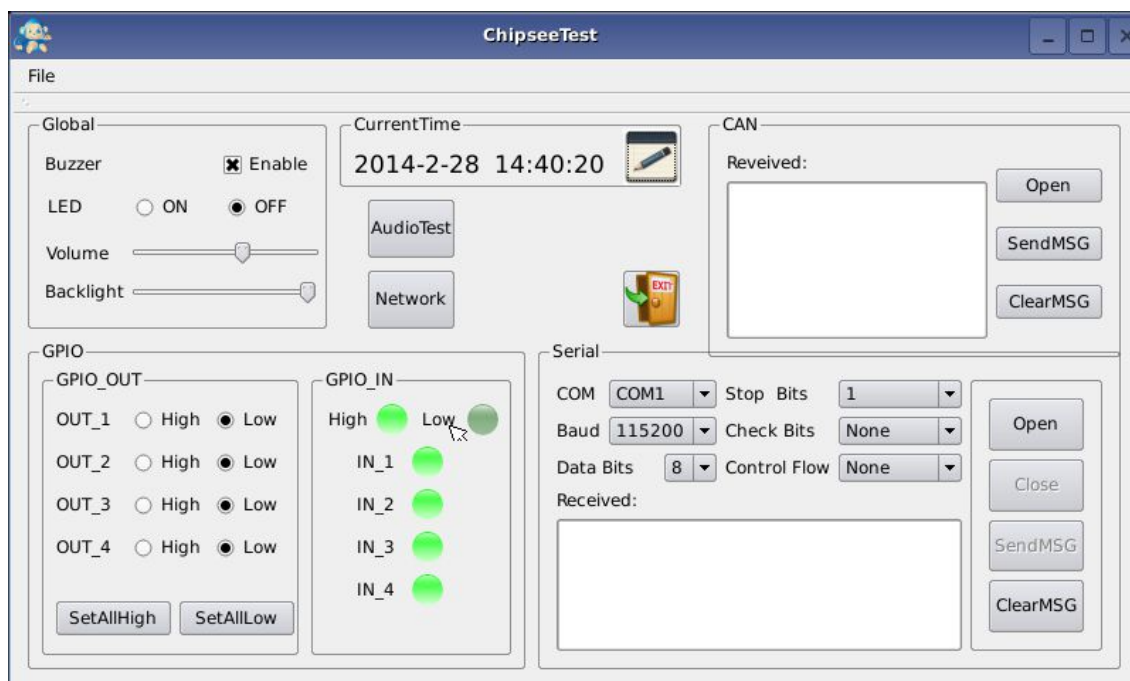 ChipseeTest
File
Global
Buzzer Enable
LED ON OFF
Volume
Backlight
CurrentTime
2014-2-28 14:40:20
AudioTest
Network
EXIT
CAN
Reveived:
Open
SendMSG
ClearMSG
GPIO
GPIO_OUT
OUT_1 High Low
OUT_2 High Low
OUT_3 High Low
OUT_4 High Low
SetAllHigh SetAllLow
GPIO_IN
High Low
IN_1
IN_2
IN_3
IN_4
Serial
COM COM1 Stop Bits 1
Baud 115200 Check Bits None
Data Bits 8 Control Flow None
Received:
Open
Close
SendMSG
ClearMSG